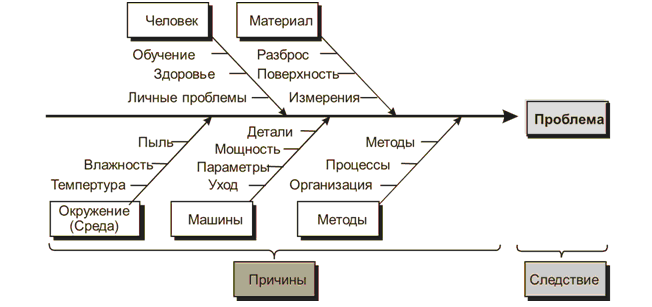 Человек
Материал
Обучение
Разброс
Здоровье
Поверхность
Личные проблемы
Измерения
Проблема
Пыль
Детали
Методы
Мощность
Влажность
Параметры
Процессы
Темпертура
Уход
Организация
Окружение
(Среда)
Машины
Методы
Причины
Следствие